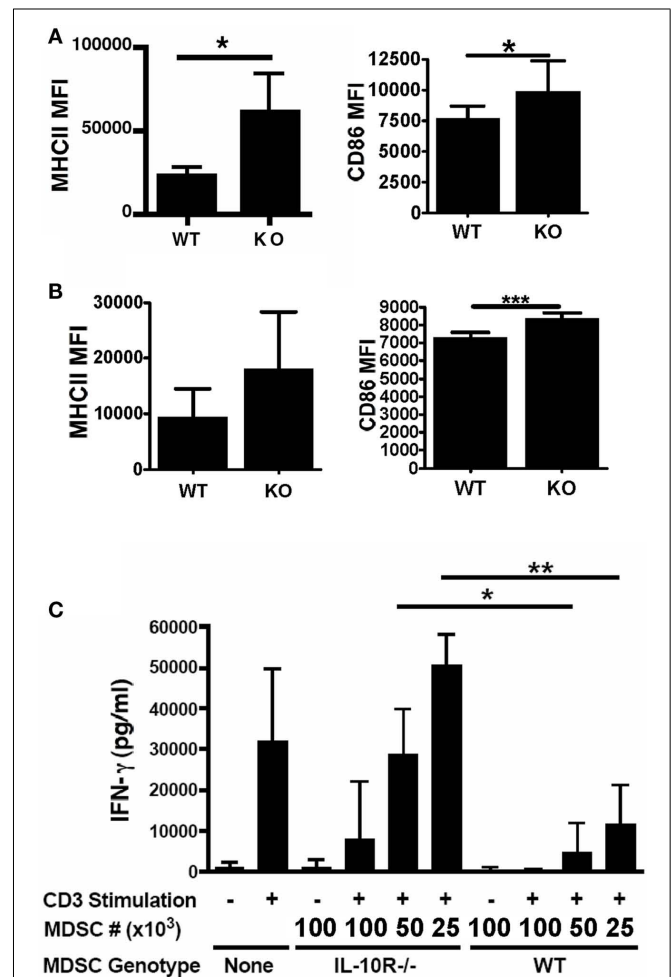 A
*
*
100000
50000
0
MHCII MFI
WT KO
12500
10000
7500
5000
2500
0
CD86 MFI
WT KO
B
***
30000
20000
10000
0
MHCII MFI
WT KO
9000
8000
7000
6000
5000
4000
3000
2000
1000
0
CD86 MFI
WT KO
C
**
*
60000
50000
40000
30000
20000
10000
0
IFN-γ (pg/ml)
CD3 Stimulation - + - + + + - + + +
MDSC # (x10³) 100 100 50 25 100 100 50 25
MDSC Genotype None IL-10R-/- WT